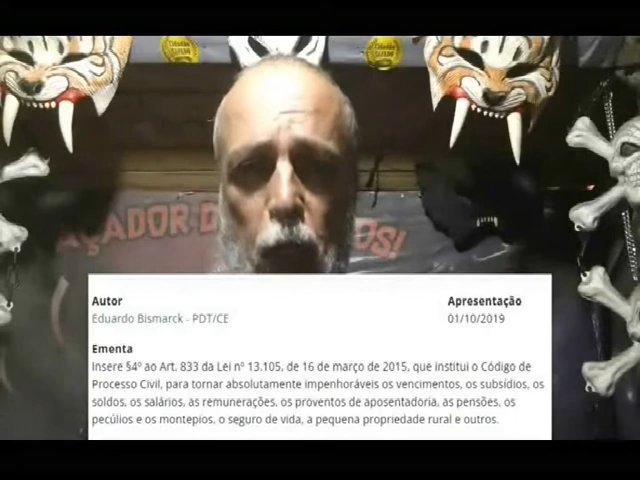 AÇADOR D
OS!
Autor
Apresentação
Eduardo Bismarck - PDT/CE
01/10/2019
Ementa
Insere §4º ao Art. 833 da Lei nº 13.105, de 16 de março de 2015, que institui o Código de
Processo Civil, para tornar absolutamente impenhoráveis os vencimentos, os subsídios, os
soldos, os salários, as remunerações, os proventos de aposentadoria, as pensões, os
pecúlios e os montepios, o seguro de vida, a pequena propriedade rural e outros.